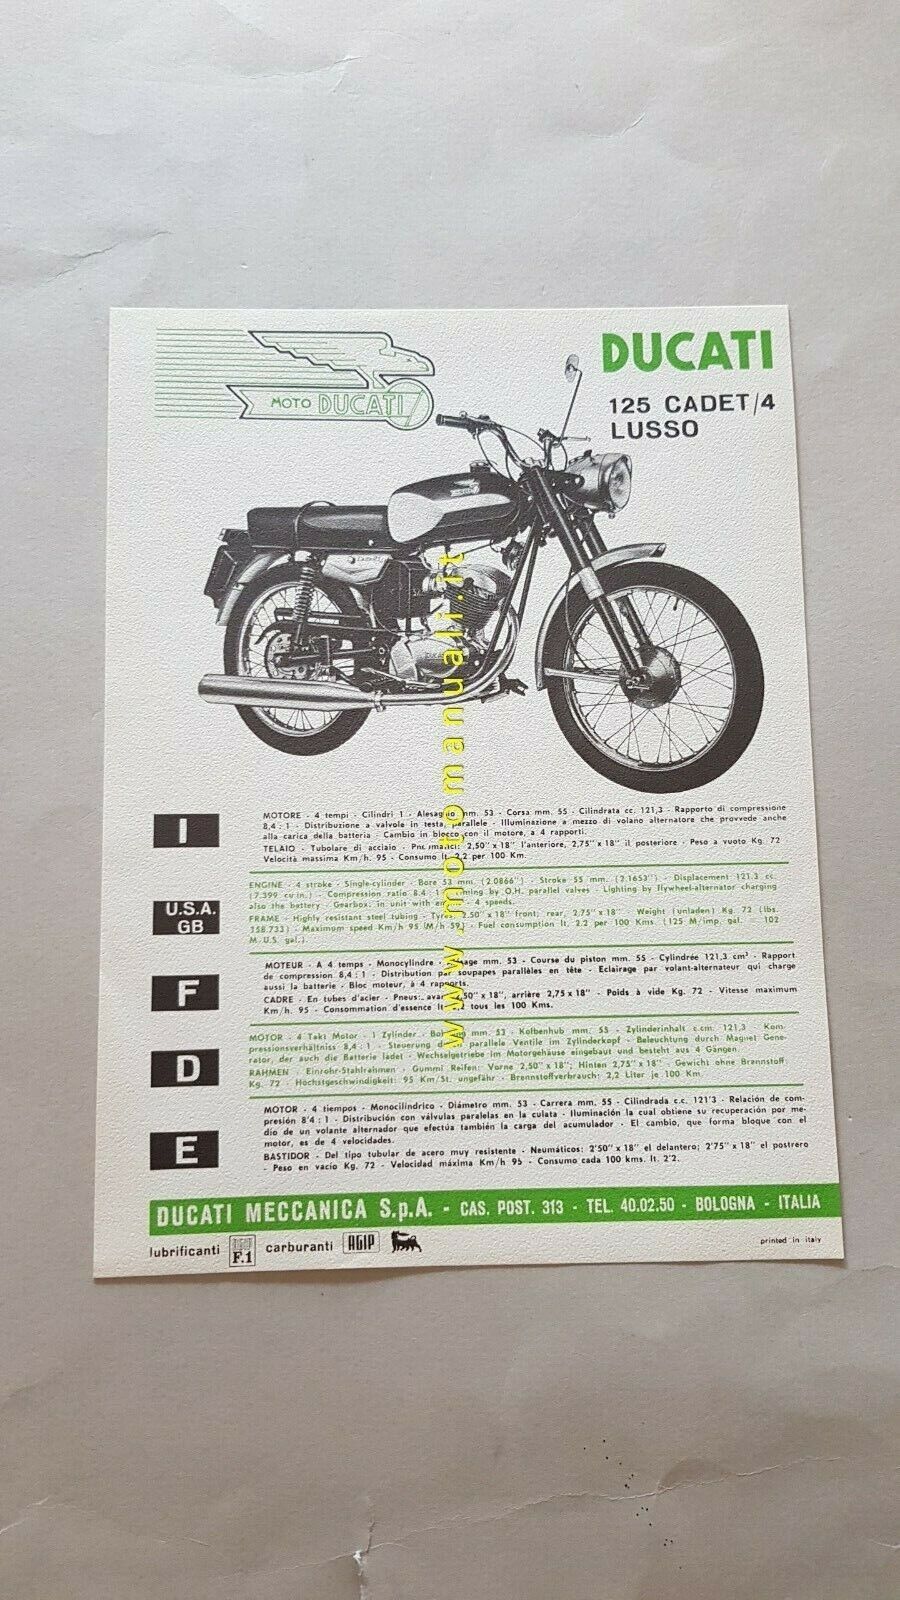 MOTO DUCATI
DUCATI
125 CADET/4
LUSSO
www.motomanuali.it
I
MOTORE - 4 tempi - Cilindri 1 - Alesaggio mm. 53 - Corsa mm. 55 - Cilindrata cc. 121,3 - Rapporto di compressione
8,4 : 1 - Distribuzione a valvole in testa, parallele - Illuminazione a mezzo di volano alternatore che provvede anche
alla carica della batteria - Cambio in blocco con il motore, a 4 rapporti.
TELAIO - Tubolare di acciaio - Pneumatici: 2,50" x 18" l'anteriore, 2,75" x 18" il posteriore - Peso a vuoto Kg. 72
Velocità massima Km/h. 95 - Consumo lt. 2,2 per 100 Km.
U.S.A.
GB
ENGINE - 4 stroke - Single-cylinder - Bore 53 mm. (2.0866") - Stroke 55 mm. (2.1653") - Displacement 121.3 cc.
(7.399 cu in.) - Compression ratio 8.4 : 1 - Timing by O.H. parallel valves - Lighting by flywheel-alternator charging
also the battery - Gearbox, in unit with - 4 speeds.
FRAME - Highly resistant steel tubing - Tyres: 2.50" x 18" front; rear, 2.75" x 18" - Weight (unladen) Kg. 72 (lbs.
158.733) - Maximum speed Km/h 95 (M/h 59) - Fuel consumption lt. 2.2 per 100 Kms. (125 M/imp. gal. = 102
M U.S. gal.).
F
MOTEUR - A 4 temps - Monocylindre - Alésage mm. 53 - Course du piston mm. 55 - Cylindrée 121,3 cm³ - Rapport
de compression 8,4 : 1 - Distribution par soupapes parallèles en tête - Eclairage par volant-alternateur qui charge
aussi la batterie - Bloc moteur, à 4 rapports.
CADRE - En tubes d'acier - Pneus: avant 2,50" x 18", arrière 2,75 x 18" - Poids à vide Kg. 72 - Vitesse maximum
Km/h. 95 - Consommation d'essence lt. 2,2 tous les 100 Kms.
D
MOTOR - 4 Takt Motor - 1 Zylinder - Bohrung mm. 53 - Kolbenhub mm. 55 - Zylinderinhalt c.cm. 121,3 - Kom-
pressionsverhältniss 8,4 : 1 - Steuerung durch parallele Ventile im Zylinderkopf - Beleuchtung durch Magnet Gene-
rator, der auch die Batterie ladet - Wechselgetriebe im Motorgehäuse eingebaut und besteht aus 4 Gängen.
RAHMEN - Einrohr-Stahlrahmen - Gummi Reifen: Vorne 2,50" x 18"; Hinten 2,75" x 18" - Gewicht ohne Brennstoff
Kg. 72 - Höchstgeschwindigkeit: 95 Km/St. ungefähr - Brennstoffverbrauch: 2,2 Liter je 100 Km.
E
MOTOR - 4 tiempos - Monocilindrico - Diámetro mm. 53 - Carrera mm. 55 - Cilindrada c.c. 121'3 - Relación de com-
presión 8'4 : 1 - Distribución con válvulas paralelas en la culata - Iluminación la cual obtiene su recuperación por me-
dio de un volante alternador que efectúa también la carga del acumulador - El cambio, que forma bloque con el
motor, es de 4 velocidades.
BASTIDOR - Del tipo tubular de acero muy resistente - Neumáticos: 2'50" x 18" el delantero; 2'75" x 18" el postrero
- Peso en vacío Kg. 72 - Velocidad máxima Km/h 95 - Consumo cada 100 kms. lt. 2'2.
DUCATI MECCANICA S.p.A. - CAS. POST. 313 - TEL. 40.02.50 - BOLOGNA - ITALIA
lubrificanti F.1 carburanti AGIP
printed in italy